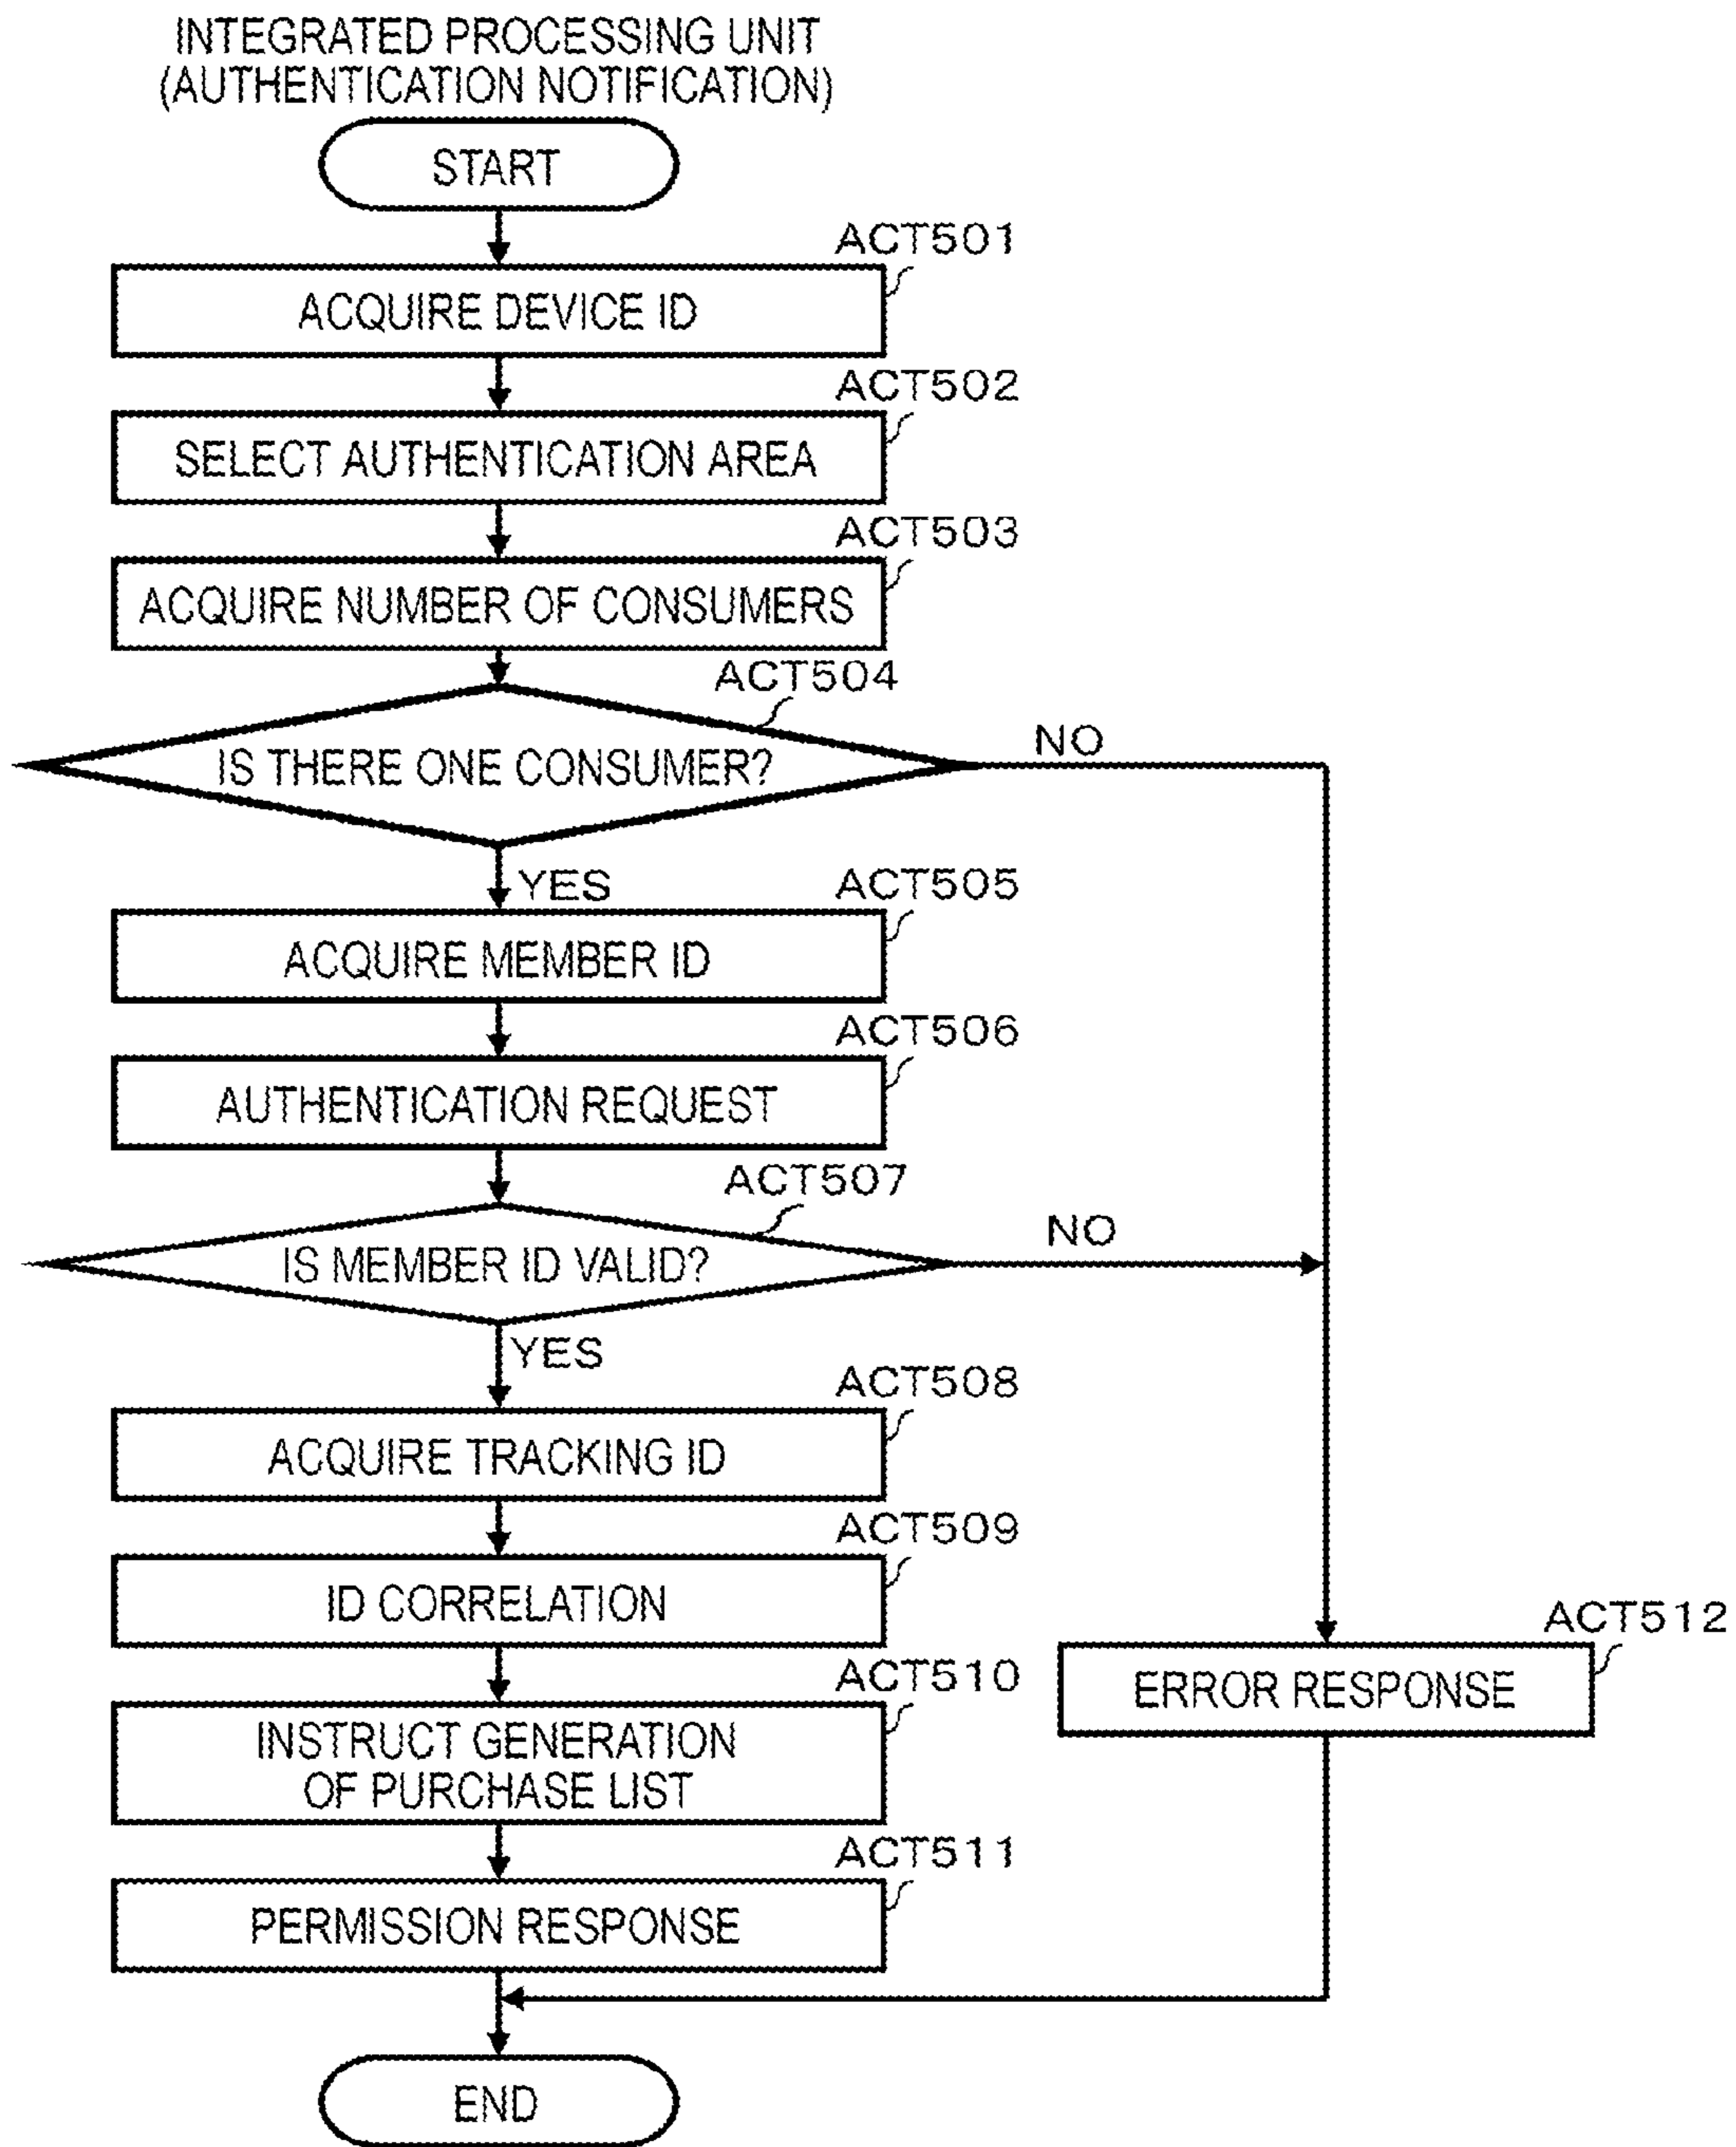 INTEGRATED PROCESSING UNIT
(AUTHENTICATION NOTIFICATION)
START
ACT501
ACQUIRE DEVICE ID
ACT502
SELECT AUTHENTICATION AREA
ACT503
ACQUIRE NUMBER OF CONSUMERS
ACT504
IS THERE ONE CONSUMER?
NO
YES
ACT505
ACQUIRE MEMBER ID
ACT506
AUTHENTICATION REQUEST
ACT507
IS MEMBER ID VALID?
NO
YES
ACT508
ACQUIRE TRACKING ID
ACT509
ID CORRELATION
ACT510
INSTRUCT GENERATION
OF PURCHASE LIST
ACT511
PERMISSION RESPONSE
ACT512
ERROR RESPONSE
END